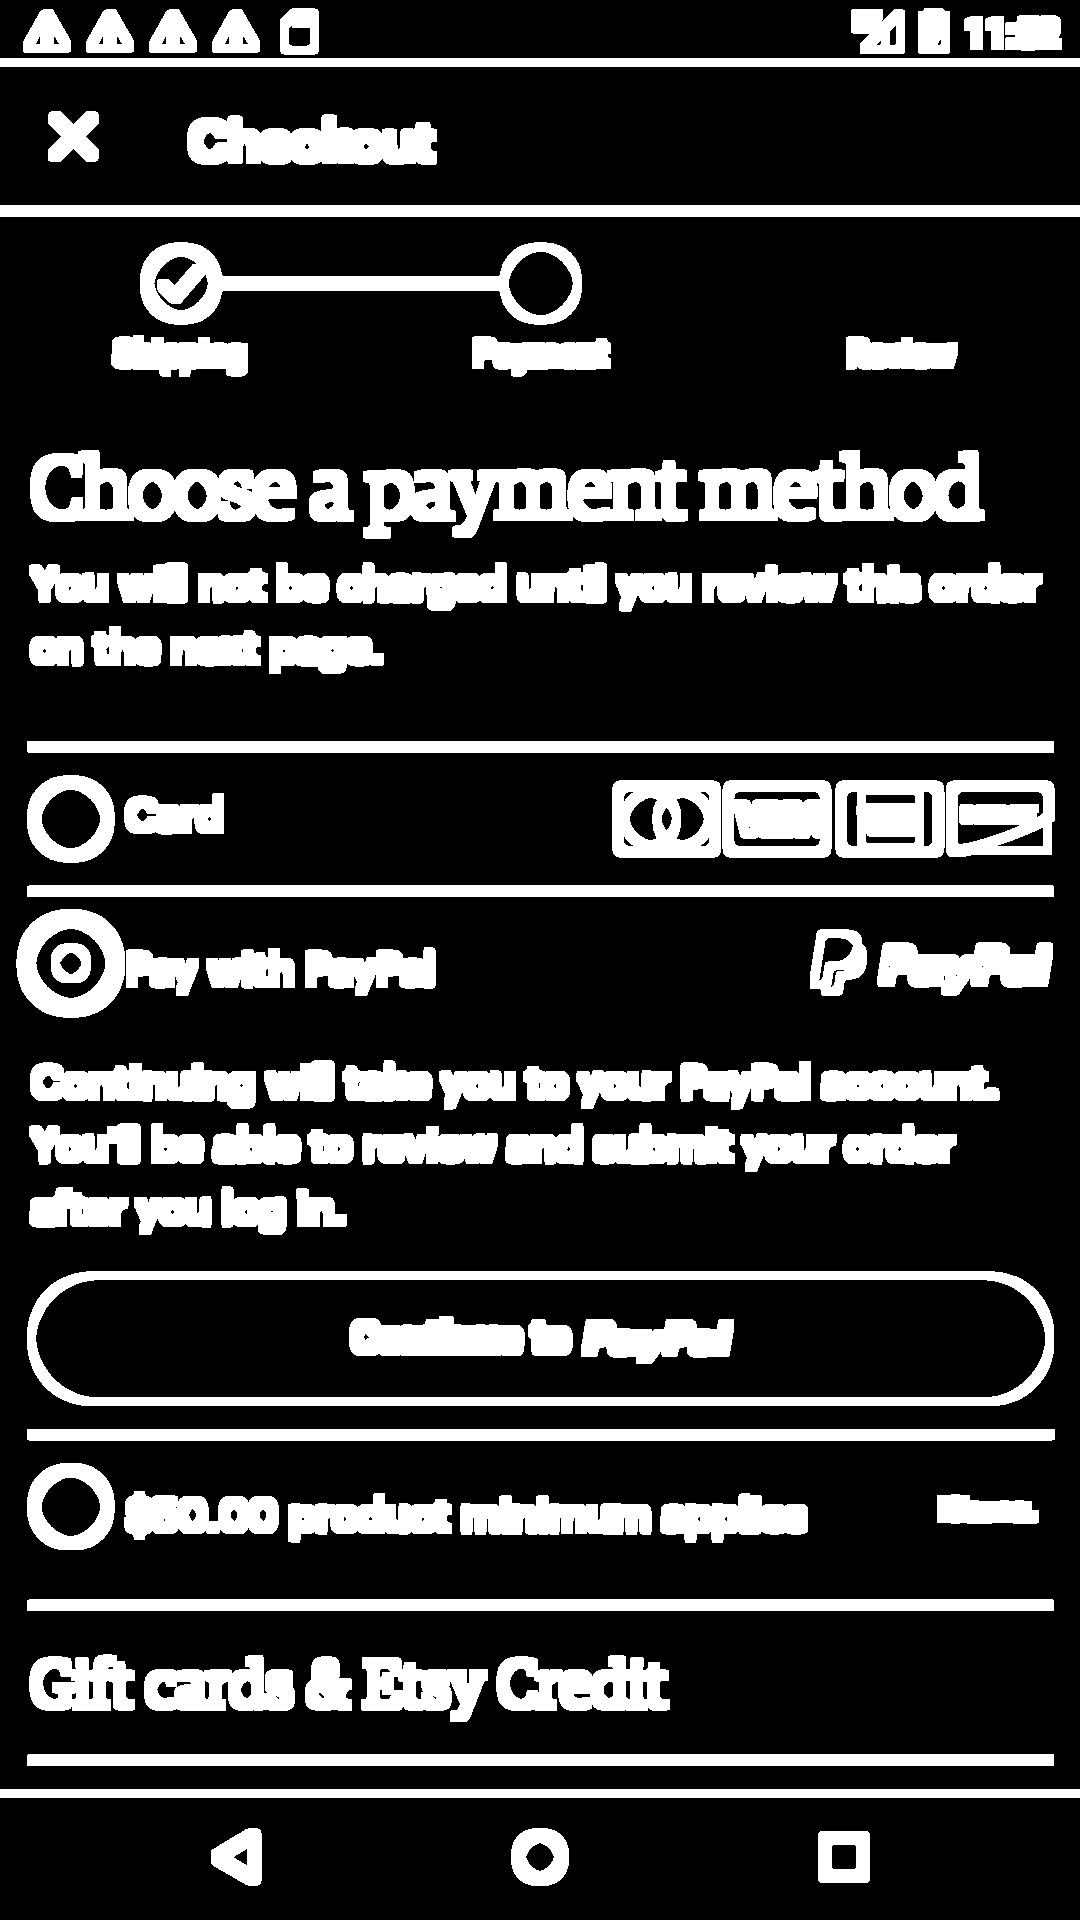 Checkout
Shipping Payment Review
Choose a payment method
You will not be charged until you review this order
on the next page.
Card VISA
Pay with PayPal PayPal
Continuing will take you to your PayPal account.
You'll be able to review and submit your order
after you log in.
Continue to PayPal
$50.00 product minimum applies
Gift cards & Etsy Credit